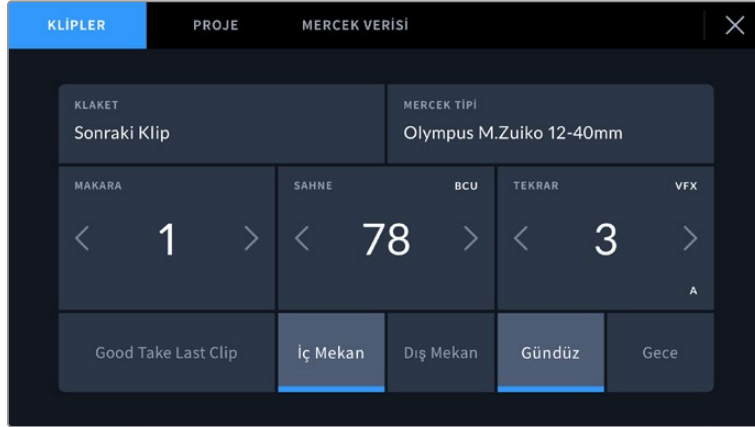 KLİPLER PROJE MERCEK VERİSİ
KLAKET MERCEK TİPİ
Sonraki Klip Olympus M.Zuiko 12-40mm
MAKARA SAHNE BCU TEKRAR VFX
1 78 3
A
Good Take Last Clip İç Mekan Dış Mekan Gündüz Gece